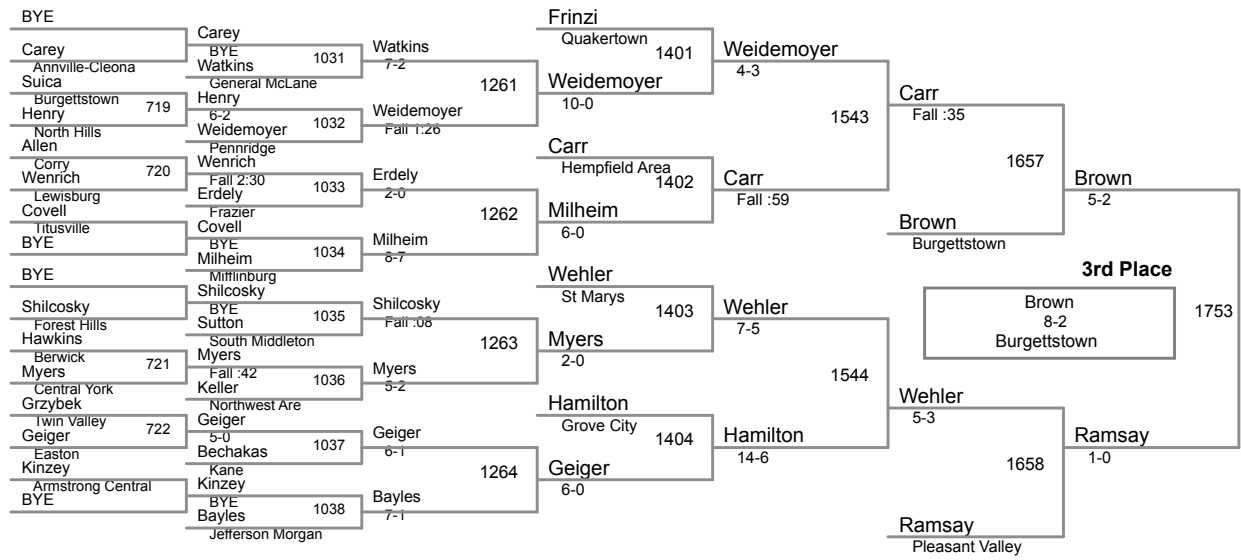 BYE
Carey
Annville-Cleona
Suica
Burgettstown
719
Henry
North Hills
Allen
Corry
720
Wenrich
Lewisburg
Covell
Titusville
BYE
BYE
Shilcosky
Forest Hills
Hawkins
Berwick
721
Myers
Central York
Grzybek
Twin Valley
722
Geiger
Easton
Kinzey
Armstrong Central
BYE
Carey
BYE
1031
Watkins
General McLane
Henry
6-2
1032
Weidemoyer
Pennridge
Wenrich
Fall 2:30
1033
Erdely
Frazier
Covell
BYE
1034
Milheim
Mifflinburg
Shilcosky
BYE
1035
Sutton
South Middleton
Myers
Fall :42
1036
Keller
Northwest Are
Geiger
5-0
1037
Bechakas
Kane
Kinzey
BYE
1038
Bayles
Jefferson Morgan
Watkins
7-2
1261
Weidemoyer
Fall 1:26
Erdely
2-0
1262
Milheim
8-7
Shilcosky
Fall :08
1263
Myers
5-2
Geiger
6-1
1264
Bayles
7-1
Frinzi
Quakertown
1401
Weidemoyer
10-0
Carr
Hempfield Area
1402
Milheim
6-0
Wehler
St Marys
1403
Myers
2-0
Hamilton
Grove City
1404
Geiger
6-0
Weidemoyer
4-3
1543
Carr
Fall :59
Wehler
7-5
1544
Hamilton
14-6
Carr
Fall :35
1657
Brown
Burgettstown
Wehler
5-3
1658
Ramsay
Pleasant Valley
Brown
5-2
3rd Place
Brown
8-2
Burgettstown
1753
Ramsay
1-0